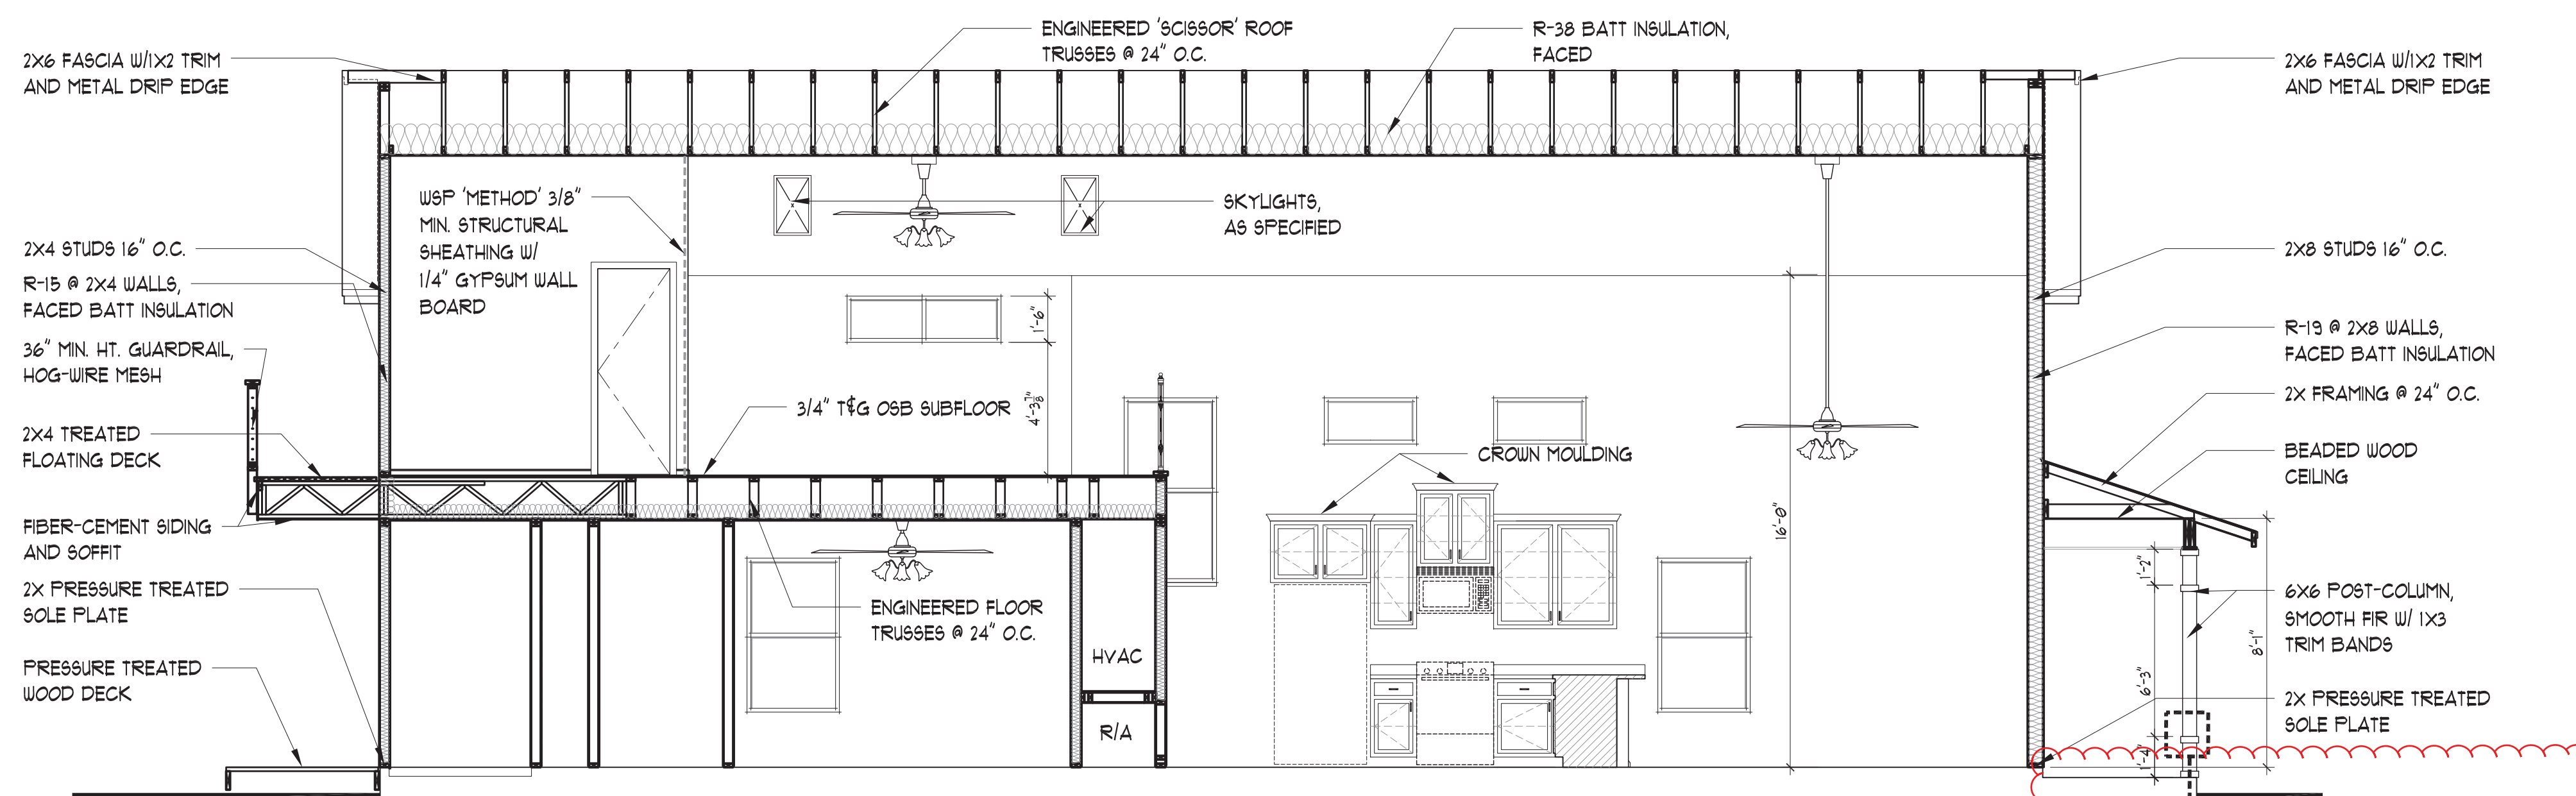 2X6 FASCIA W/1X2 TRIM
AND METAL DRIP EDGE
ENGINEERED 'SCISSOR' ROOF
TRUSSES @ 24" O.C.
R-38 BATT INSULATION,
FACED
2X6 FASCIA W/1X2 TRIM
AND METAL DRIP EDGE
WSP 'METHOD' 3/8"
MIN. STRUCTURAL
SHEATHING W/
1/4" GYPSUM WALL
BOARD
SKYLIGHTS,
AS SPECIFIED
2X4 STUDS 16" O.C.
R-15 @ 2X4 WALLS,
FACED BATT INSULATION
36" MIN. HT. GUARDRAIL,
HOG-WIRE MESH
2X4 TREATED
FLOATING DECK
FIBER-CEMENT SIDING
AND SOFFIT
2X PRESSURE TREATED
SOLE PLATE
PRESSURE TREATED
WOOD DECK
1'-6"
4'-3 7/8"
3/4" T&G OSB SUBFLOOR
CROWN MOULDING
16'-0"
ENGINEERED FLOOR
TRUSSES @ 24" O.C.
HVAC
R/A
2X8 STUDS 16" O.C.
R-19 @ 2X8 WALLS,
FACED BATT INSULATION
2X FRAMING @ 24" O.C.
BEADED WOOD
CEILING
1'-2"
6'-3"
1'-4"
8'-1"
6X6 POST-COLUMN,
SMOOTH FIR W/ 1X3
TRIM BANDS
2X PRESSURE TREATED
SOLE PLATE